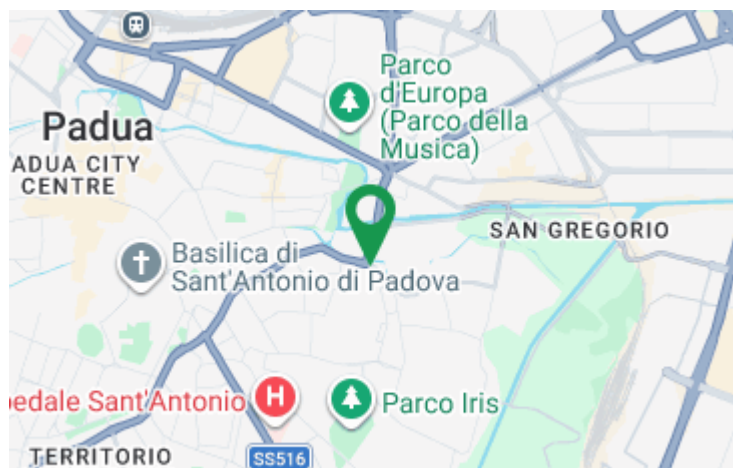 Parco
d'Europa
(Parco della
Musica)
Padua
ADUA CITY
CENTRE
SAN GREGORIO
Basilica di
Sant'Antonio di Padova
pedale Sant'Antonio
H
Parco Iris
TERRITORIO
SS516